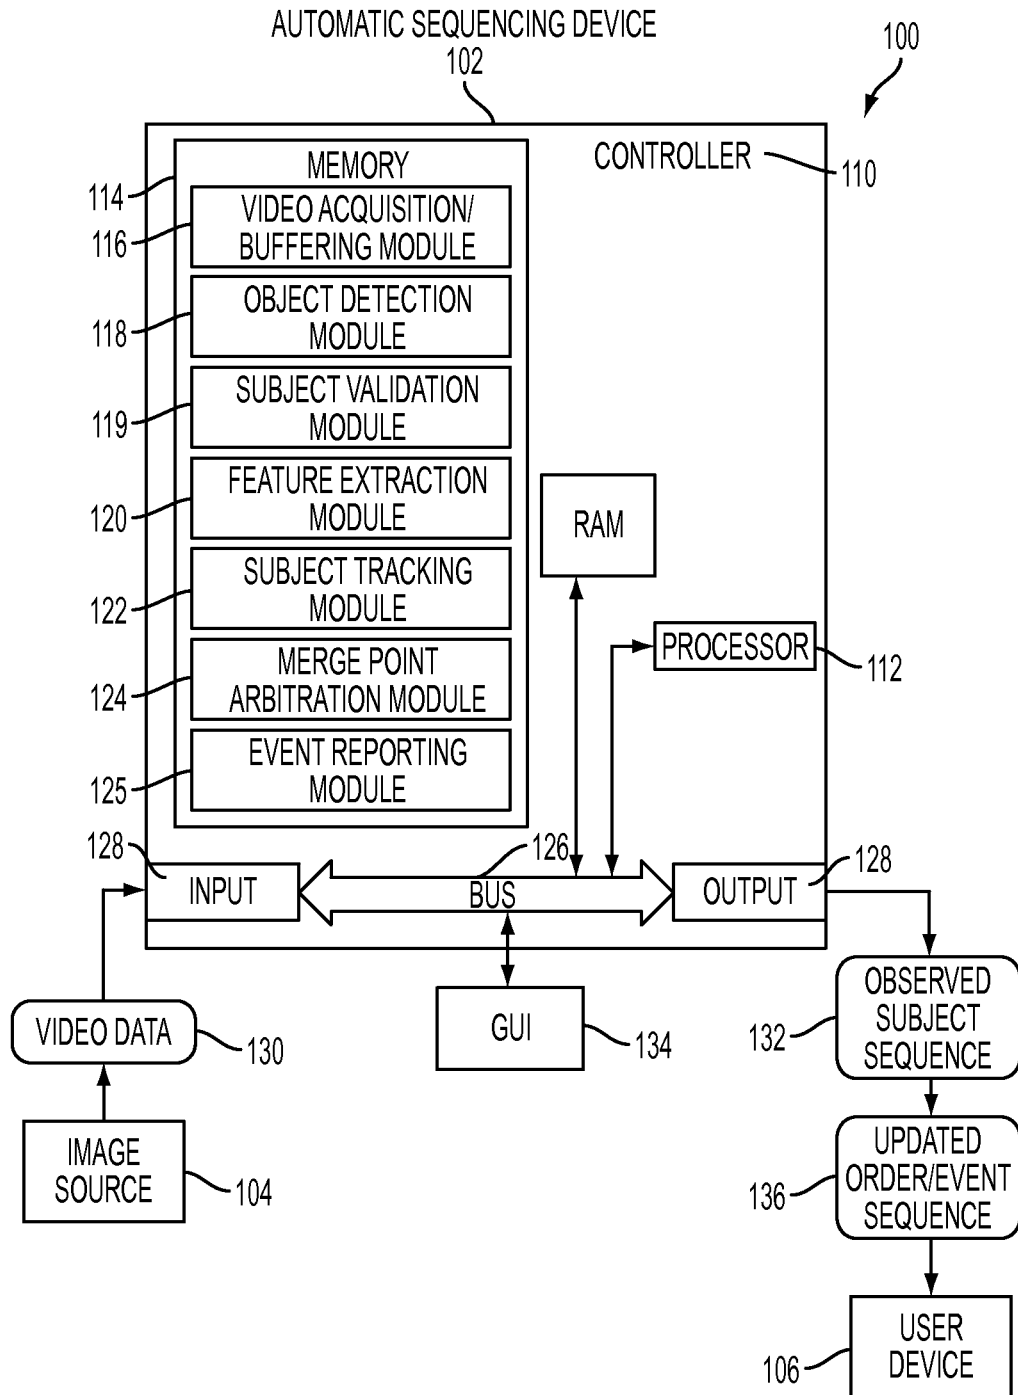 AUTOMATIC SEQUENCING DEVICE
102
100
MEMORY
CONTROLLER
110
114
VIDEO ACQUISITION/
BUFFERING MODULE
116
OBJECT DETECTION
MODULE
118
SUBJECT VALIDATION
MODULE
119
FEATURE EXTRACTION
MODULE
120
RAM
SUBJECT TRACKING
MODULE
122
PROCESSOR
112
MERGE POINT
ARBITRATION MODULE
124
EVENT REPORTING
MODULE
125
128
INPUT
126
BUS
OUTPUT
128
VIDEO DATA
130
GUI
134
OBSERVED
SUBJECT
SEQUENCE
132
IMAGE
SOURCE
104
UPDATED
ORDER/EVENT
SEQUENCE
136
USER
DEVICE
106